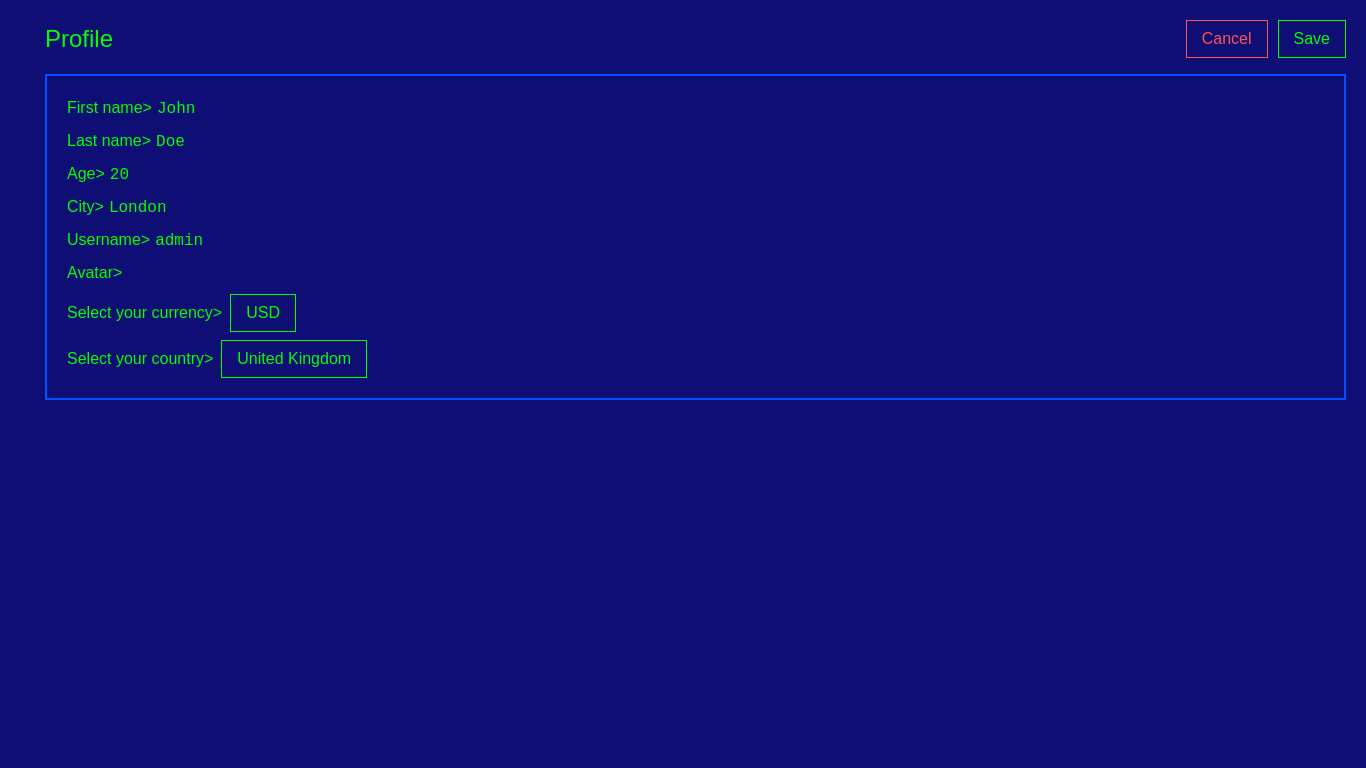 Profile
Cancel
Save
First name> John
Last name> Doe
Age> 20
City> London
Username> admin
Avatar>
Select your currency> USD
Select your country> United Kingdom